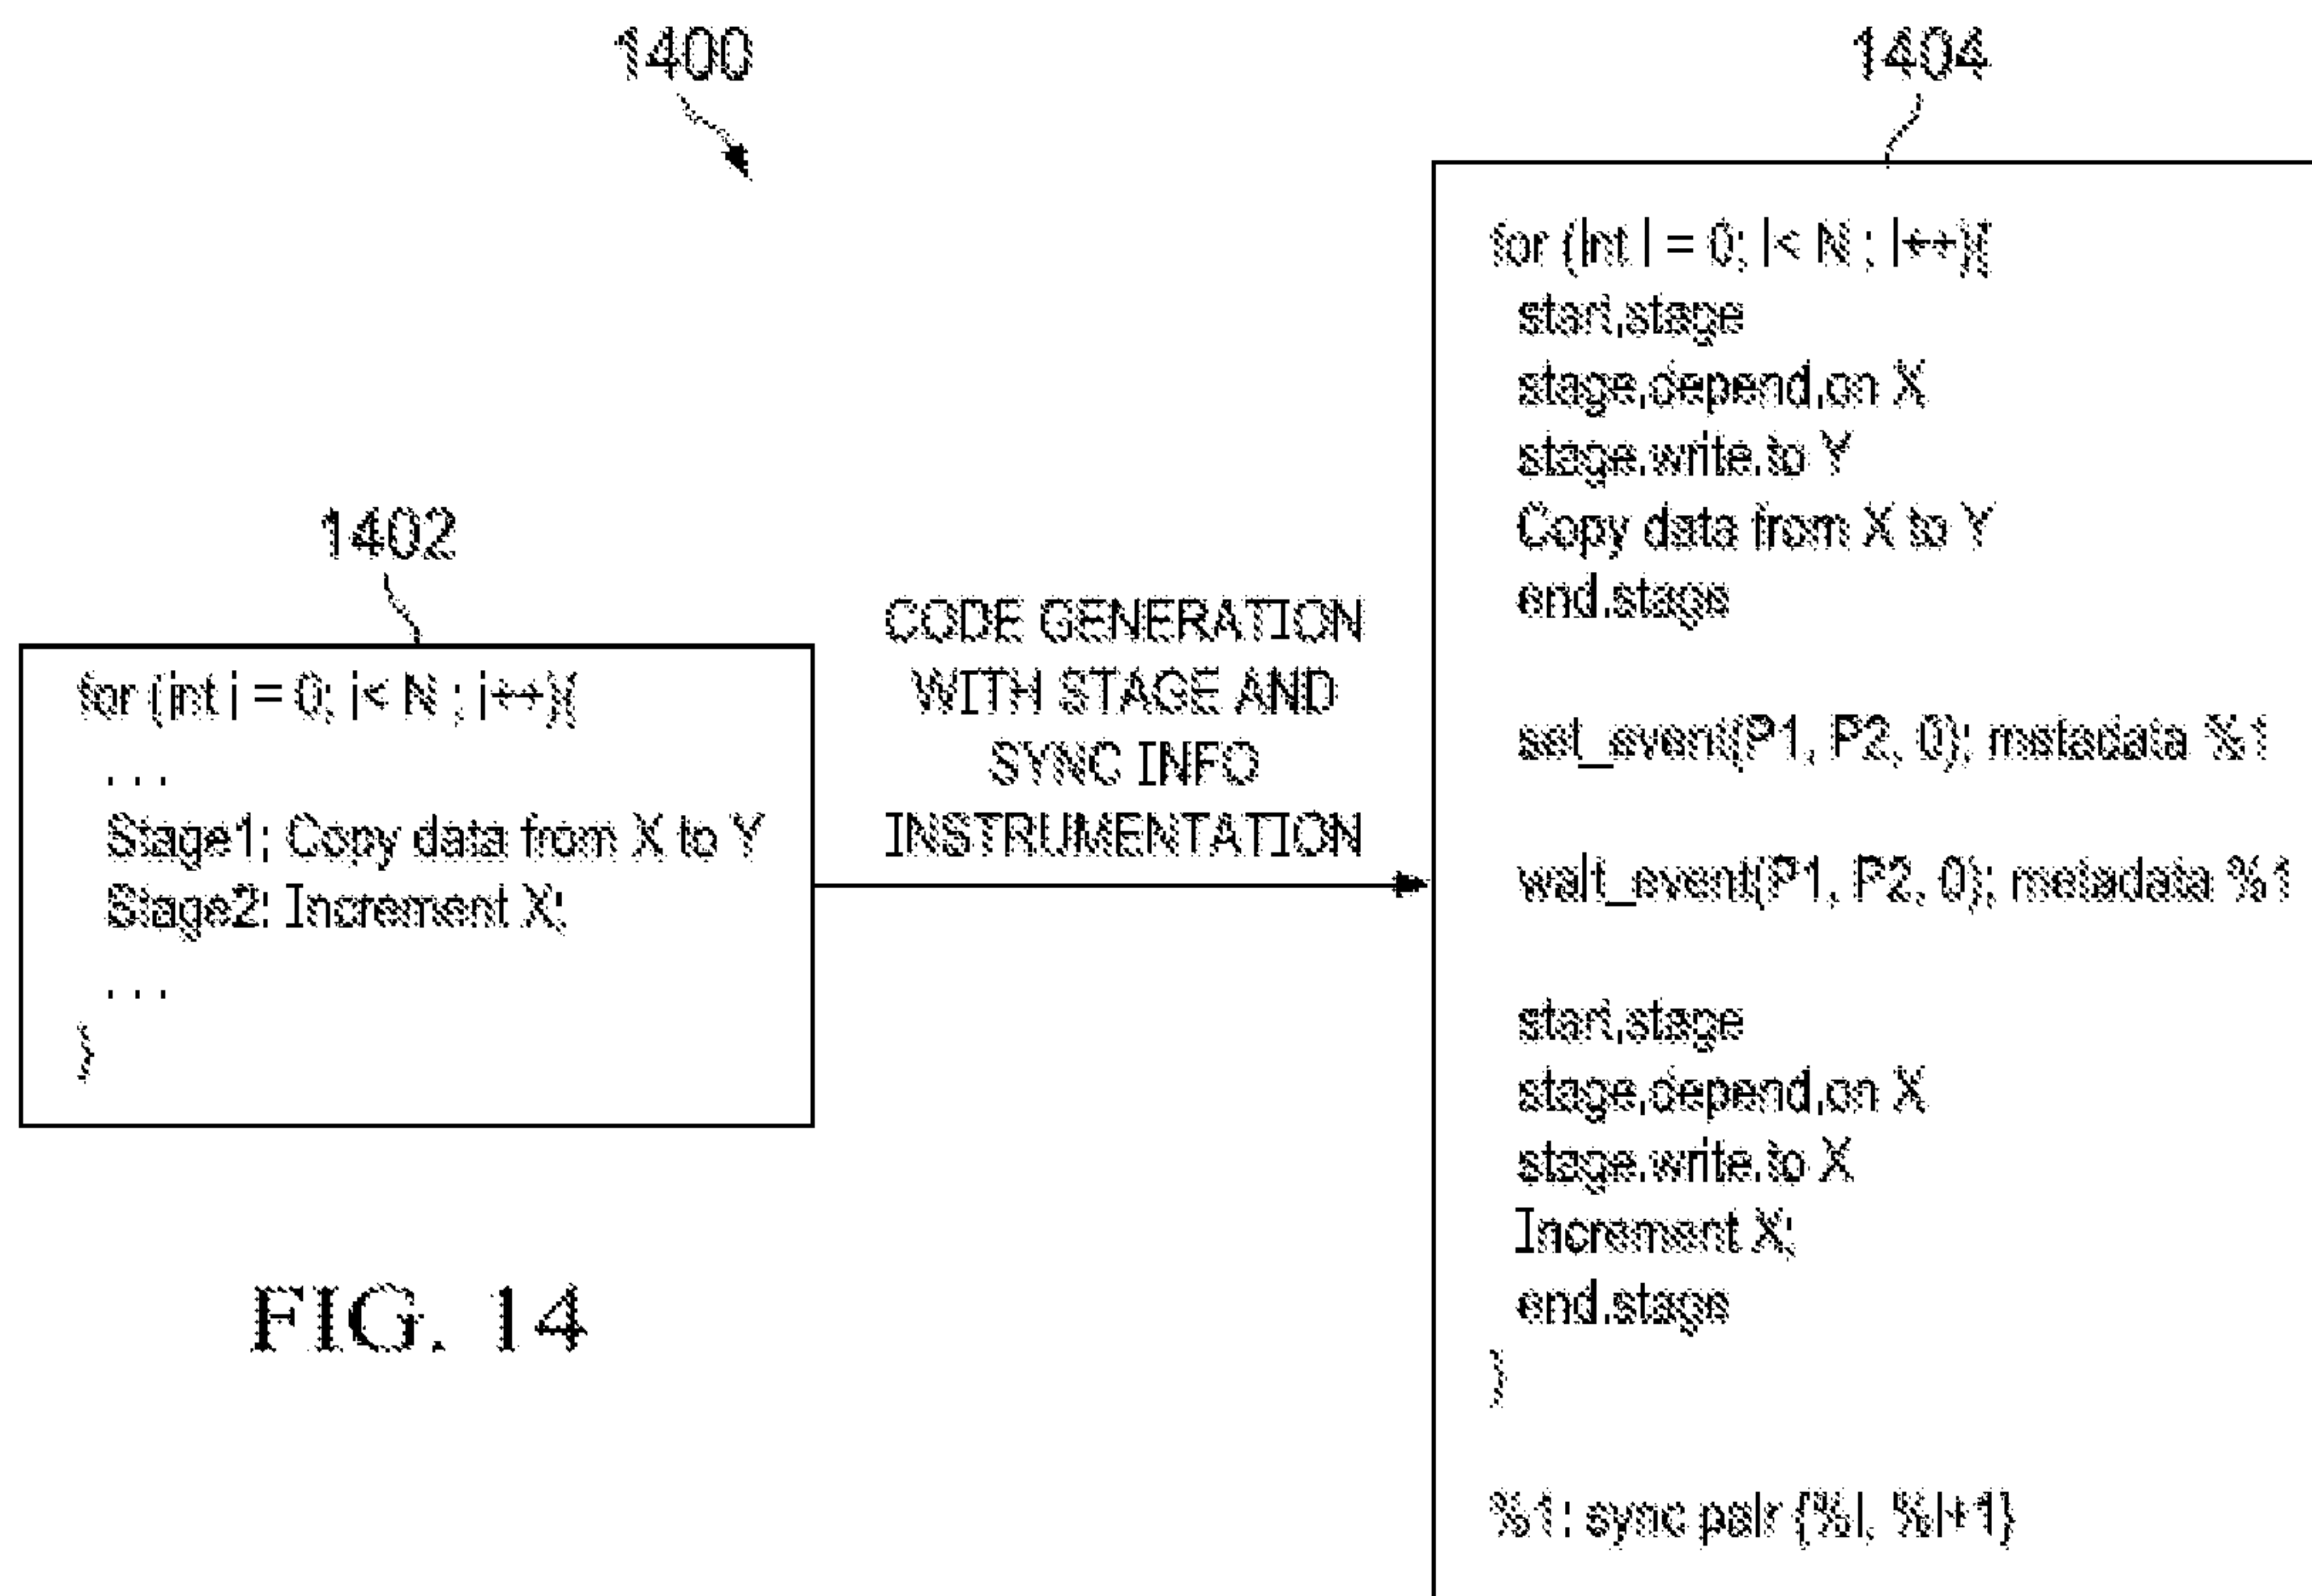 1400
1404
for (int i = 0; i< N ; i++){
start.stage
stage.depend.on X
stage.write.to Y
Copy data from X to Y
end.stage
set_event(P1, P2, 0); metadata %1
wait_event(P1, P2, 0); metadata %1
start.stage
stage.depend.on X
stage.write.to X
Increment X;
end.stage
}
%1: sync pair {%i, %i+1}
1402
for (int i = 0; i< N ; i++){
. . .
Stage1: Copy data from X to Y
Stage2: Increment X;
. . .
}
CODE GENERATION
WITH STAGE AND
SYNC INFO
INSTRUMENTATION
FIG. 14